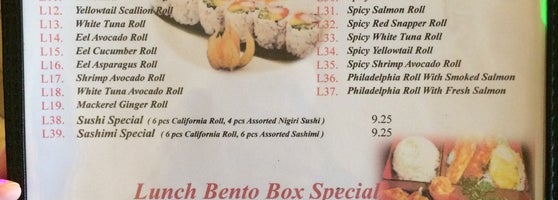 L12. Yellowtail Scallion Roll
L13. White Tuna Roll
L14. Eel Avocado Roll
L15. Eel Cucumber Roll
L16. Eel Asparagus Roll
L17. Shrimp Avocado Roll
L18. White Tuna Avocado Roll
L19. Mackerel Ginger Roll
Spicy Salmon Roll
Spicy Red Snapper Roll
Spicy White Tuna Roll
L34. Spicy Yellowtail Roll
L35. Spicy Shrimp Avocado Roll
L36. Philadelphia Roll With Smoked Salmon
L37. Philadelphia Roll With Fresh Salmon
L38. Sushi Special ( 6 pcs California Roll, 4 pcs Assorted Nigiri Sushi ) 9.25
L39. Sashimi Special ( 6 pcs California Roll, 6 pcs Assorted Sashimi ) 9.25
Lunch Bento Box Special